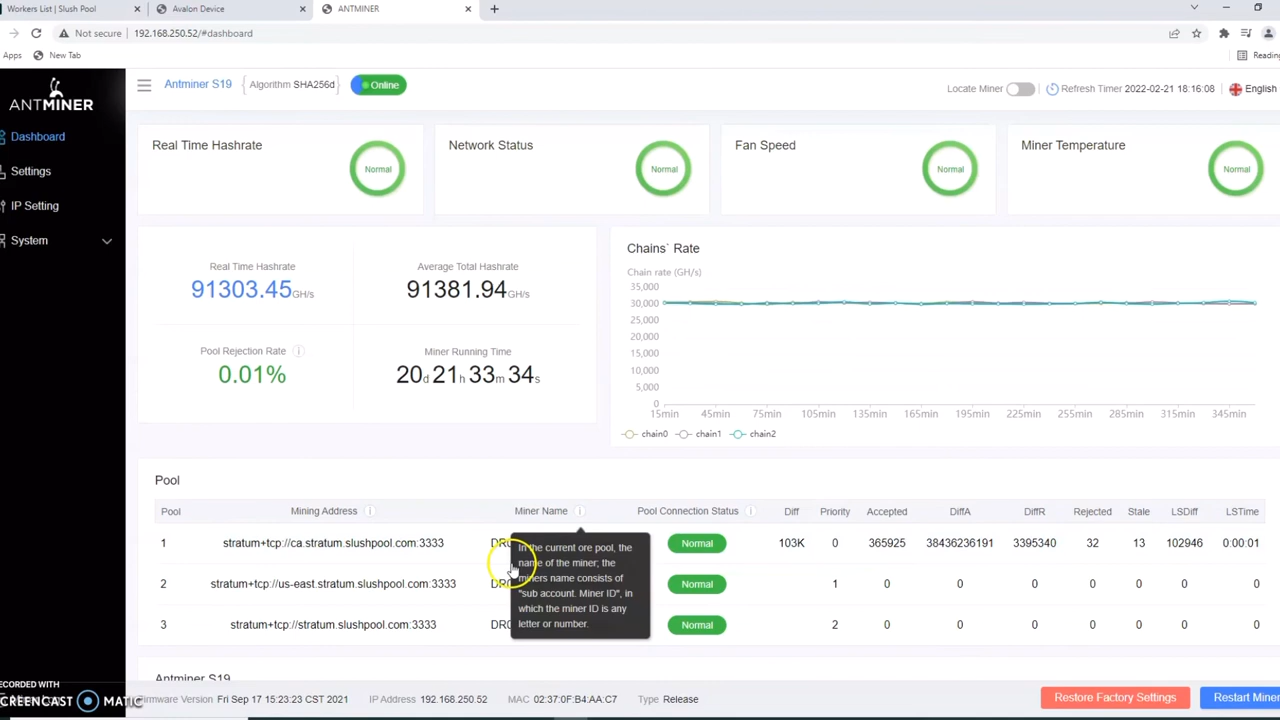 Workers List | Slush Pool
Avalon Device
ANTMINER
Not secure 192.168.250.52/#dashboard
Apps New Tab Reading
ANTMINER
Antminer S19 Algorithm SHA256d Online
Locate Miner Refresh Timer 2022-02-21 18:16:08 English
Dashboard
Settings
IP Setting
System
Real Time Hashrate Normal
Network Status Normal
Fan Speed Normal
Miner Temperature Normal
Real Time Hashrate
91303.45GH/s
Average Total Hashrate
91381.94GH/s
Pool Rejection Rate
0.01%
Miner Running Time
20d 21h 33m 34s
Chains` Rate
Chain rate (GH/s)
35,000
30,000
25,000
20,000
15,000
10,000
5,000
0
15min 45min 75min 105min 135min 165min 195min 225min 255min 285min 315min 345min
chain0 chain1 chain2
Pool
Pool Mining Address Miner Name Pool Connection Status Diff Priority Accepted DiffA DiffR Rejected Stale LSDiff LSTime
1 stratum+tcp://ca.stratum.slushpool.com:3333 Normal 103K 0 365925 38436236191 3395340 32 13 102946 0:00:01
2 stratum+tcp://us-east.stratum.slushpool.com:3333 Normal 1 0 0 0 0 0 0 0
3 stratum+tcp://stratum.slushpool.com:3333 Normal 2 0 0 0 0 0 0 0
In the current ore pool, the
name of the miner; the
miners name consists of
"sub account. Miner ID", in
which the miner ID is any
letter or number.
Antminer S19
Firmware Version Fri Sep 17 15:23:23 CST 2021 IP Address 192.168.250.52 MAC 02:37:0F:B4:AA:C7 Type Release
Restore Factory Settings
Restart Miner
RECORDED WITH
SCREENCAST MATIC